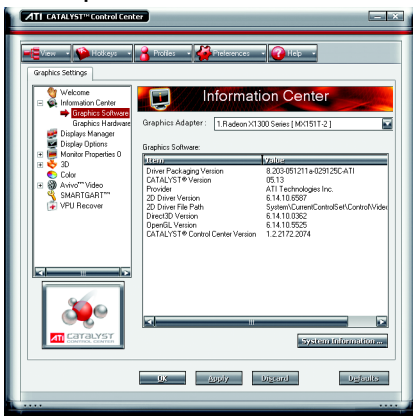 ATI CATALYST™ Control Center
View Hotkeys Profiles Preferences Help
Graphics Settings
Welcome
Information Center
Graphics Software
Graphics Hardware
Displays Manager
Display Options
Monitor Properties 0
3D
Color
Avivo™ Video
SMARTGART™
VPU Recover
ATI CATALYST
CONTROL CENTER
Information Center
Graphics Adapter :
1.Radeon X1300 Series [ MX151T-2 ]
Graphics Software:
Item Value
Driver Packaging Version 8.203-051211a-029125C-ATI
CATALYST® Version 05.13
Provider ATI Technologies Inc.
2D Driver Version 6.14.10.6587
2D Driver File Path System\CurrentControlSet\Control\Video
Direct3D Version 6.14.10.0362
OpenGL Version 6.14.10.5525
CATALYST® Control Center Version 1.2.2172.2074
System Information ...
OK Apply Discard Defaults